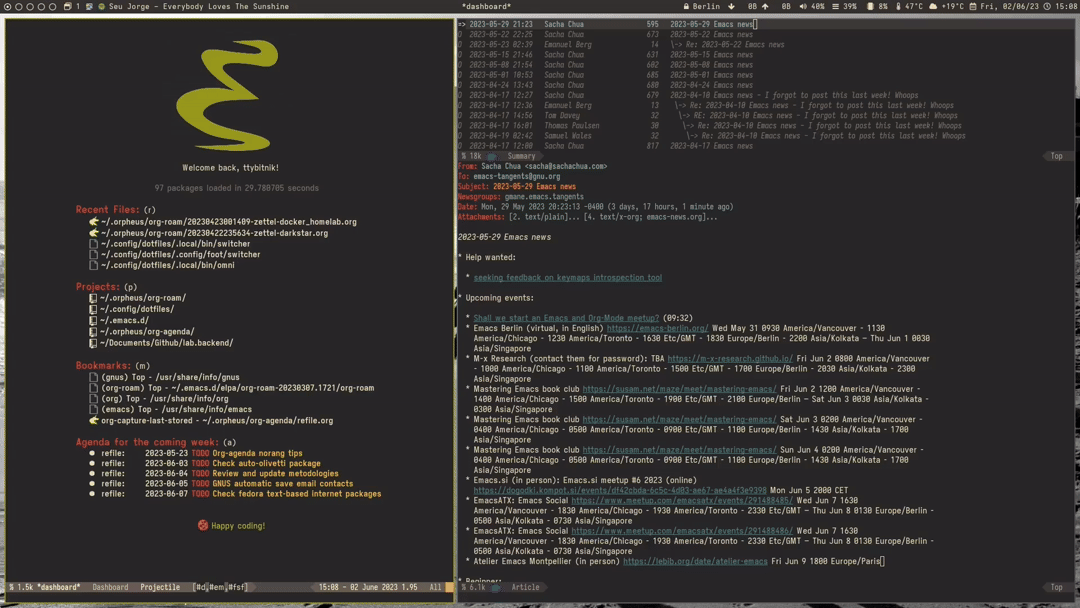 1 Seu Jorge - Everybody Loves The Sunshine
*dashboard*
Berlin 0B 0B 40% 39% 8% 47°C +19°C Fri, 02/06/23 15:08
Welcome back, ttybitnik!
97 packages loaded in 29.780705 seconds
Recent Files: (r)
~/.orpheus/org-roam/20230423001409-zettel-docker_homelab.org
~/.orpheus/org-roam/20230422235634-zettel-darkstar.org
~/.config/dotfiles/.local/bin/switcher
~/.config/dotfiles/.config/foot/switcher
~/.config/dotfiles/.local/bin/omni
Projects: (p)
~/.orpheus/org-roam/
~/.config/dotfiles/
~/.emacs.d/
~/.orpheus/org-agenda/
~/Documents/Github/lab.backend/
Bookmarks: (m)
(gnus) Top - /usr/share/info/gnus
(org-roam) Top - ~/.emacs.d/elpa/org-roam-20230307.1721/org-roam
(org) Top - /usr/share/info/org
(emacs) Top - /usr/share/info/emacs
org-capture-last-stored - ~/.orpheus/org-agenda/refile.org
Agenda for the coming week: (a)
refile: 2023-05-23 TODO Org-agenda norang tips
refile: 2023-06-03 TODO Check auto-olivetti package
refile: 2023-06-04 TODO Review and update metodologies
refile: 2023-06-05 TODO GNUS automatic save email contacts
refile: 2023-06-07 TODO Check fedora text-based internet packages
Happy coding!
% 1.5k *dashboard* Dashboard Projectile [#d,#em,#fsf] 15:08 - 02 June 2023 1.95 All
=> 2023-05-29 21:23 Sacha Chua 595 2023-05-29 Emacs news
O 2023-05-22 22:25 Sacha Chua 673 2023-05-22 Emacs news
O 2023-05-23 02:39 Emanuel Berg 14 \-> Re: 2023-05-22 Emacs news
O 2023-05-15 21:46 Sacha Chua 631 2023-05-15 Emacs news
O 2023-05-08 21:54 Sacha Chua 602 2023-05-08 Emacs news
O 2023-05-01 10:53 Sacha Chua 685 2023-05-01 Emacs news
O 2023-04-24 13:43 Sacha Chua 680 2023-04-24 Emacs news
O 2023-04-17 12:27 Sacha Chua 679 2023-04-10 Emacs news - I forgot to post this last week! Whoops
O 2023-04-17 12:36 Emanuel Berg 13 \-> Re: 2023-04-10 Emacs news - I forgot to post this last week! Whoops
O 2023-04-17 14:56 Tom Davey 32 \-> RE: 2023-04-10 Emacs news - I forgot to post this last week! Whoops
O 2023-04-17 16:01 Thomas Paulsen 30 \-> Re: 2023-04-10 Emacs news - I forgot to post this last week! Whoops
O 2023-04-19 02:42 Samuel Wales 32 \-> Re: 2023-04-10 Emacs news - I forgot to post this last week! Whoops
O 2023-04-17 12:00 Sacha Chua 817 2023-04-17 Emacs news
% 18k Summary Top
From: Sacha Chua <sacha@sachachua.com>
To: emacs-tangents@gnu.org
Subject: 2023-05-29 Emacs news
Newsgroups: gmane.emacs.tangents
Date: Mon, 29 May 2023 20:23:13 -0400 (3 days, 17 hours, 1 minute ago)
Attachments: [2. text/plain]... [4. text/x-org; emacs-news.org]...
2023-05-29 Emacs news
* Help wanted:
* seeking feedback on keymaps Introspection tool
* Upcoming events:
* Shall we start an Emacs and Org-Mode meetup? (09:32)
* Emacs Berlin (virtual, in English) https://emacs-berlin.org/ Wed May 31 0930 America/Vancouver - 1130
America/Chicago - 1230 America/Toronto - 1630 Etc/GMT - 1830 Europe/Berlin - 2200 Asia/Kolkata – Thu Jun 1 0030
Asia/Singapore
* M-x Research (contact them for password): TBA https://m-x-research.github.io/ Fri Jun 2 0800 America/Vancouver
- 1000 America/Chicago - 1100 America/Toronto - 1500 Etc/GMT - 1700 Europe/Berlin - 2030 Asia/Kolkata - 2300
Asia/Singapore
* Mastering Emacs book club https://susam.net/maze/meet/mastering-emacs/ Fri Jun 2 1200 America/Vancouver -
1400 America/Chicago - 1500 America/Toronto - 1900 Etc/GMT - 2100 Europe/Berlin – Sat Jun 3 0030 Asia/Kolkata -
0300 Asia/Singapore
* Mastering Emacs book club https://susam.net/maze/meet/mastering-emacs/ Sat Jun 3 0200 America/Vancouver -
0400 America/Chicago - 0500 America/Toronto - 0900 Etc/GMT - 1100 Europe/Berlin - 1430 Asia/Kolkata - 1700
Asia/Singapore
* Mastering Emacs book club https://susam.net/maze/meet/mastering-emacs/ Sun Jun 4 0200 America/Vancouver -
0400 America/Chicago - 0500 America/Toronto - 0900 Etc/GMT - 1100 Europe/Berlin - 1430 Asia/Kolkata - 1700
Asia/Singapore
* Emacs.si (in person): Emacs.si meetup #6 2023 (online)
https://dogodki.kompot.si/events/df42cbda-6c5c-4d03-ae67-ae4a4f3e9398 Mon Jun 5 2000 CET
* EmacsATX: Emacs Social https://www.meetup.com/emacsatx/events/291488485/ Wed Jun 7 1630
America/Vancouver - 1830 America/Chicago - 1930 America/Toronto - 2330 Etc/GMT – Thu Jun 8 0130 Europe/Berlin -
0500 Asia/Kolkata - 0730 Asia/Singapore
* EmacsATX: Emacs Social https://www.meetup.com/emacsatx/events/291488486/ Wed Jun 7 1630
America/Vancouver - 1830 America/Chicago - 1930 America/Toronto - 2330 Etc/GMT – Thu Jun 8 0130 Europe/Berlin -
0500 Asia/Kolkata - 0730 Asia/Singapore
* Atelier Emacs Montpellier (in person) https://lebib.org/date/atelier-emacs Fri Jun 9 1800 Europe/Paris
* Beginner:
% 6.1k Article Top